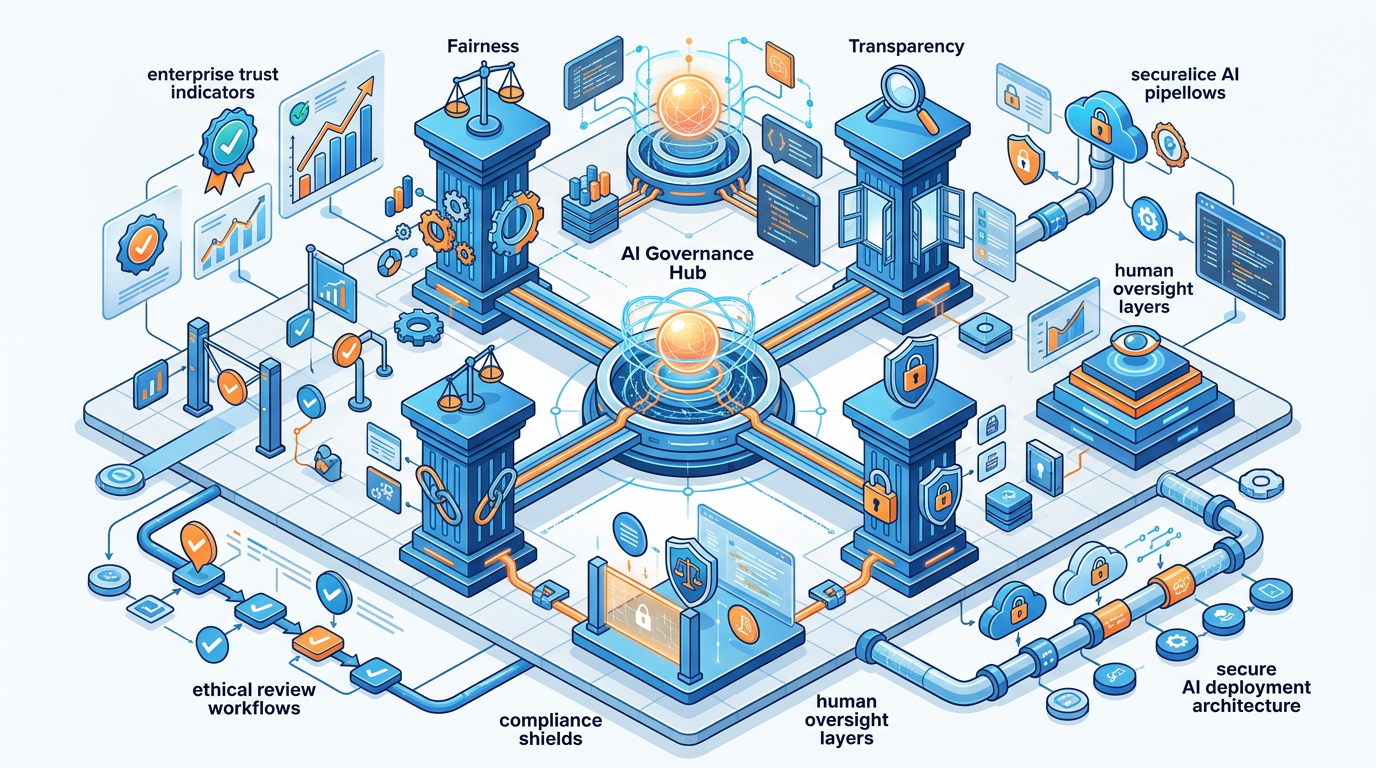 Fairness
Transparency
enterprise trust
indicators
securelice AI
pipellows
AI Governance
Hub
human
oversight
layers
ethical review
workflows
compliance
shields
human
oversight
layers
secure
AI deployment
architecture